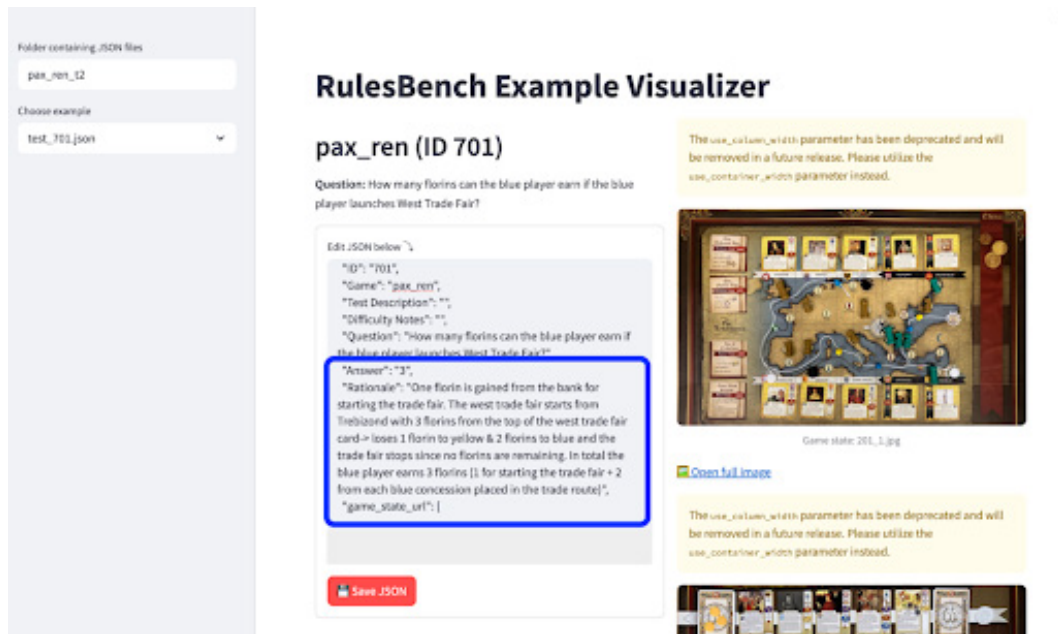 Folder containing JSON files
pax_ren_t2
Choose example
test_701.json
RulesBench Example Visualizer
pax_ren (ID 701)
Question: How many florins can the blue player earn if the blue
player launches West Trade Fair?
Edit JSON below
"ID": "701",
"Game": "pax_ren",
"Test Description": "",
"Difficulty Notes": "",
"Question": "How many florins can the blue player earn if
the blue player launches West Trade Fair?"
"Answer": "3",
"Rationale": "One florin is gained from the bank for
starting the trade fair. The west trade fair starts from
Trebizond with 3 florins from the top of the west trade fair
card-> loses 1 florin to yellow & 2 florins to blue and the
trade fair stops since no florins are remaining. In total the
blue player earns 3 florins (1 for starting the trade fair + 2
from each blue concession placed in the trade route)",
"game_state_url": [
Save JSON
The use_column_width parameter has been deprecated and will
be removed in a future release. Please utilize the
use_container_width parameter instead.
Game state: 201_1.jpg
Open full image
The use_column_width parameter has been deprecated and will
be removed in a future release. Please utilize the
use_container_width parameter instead.